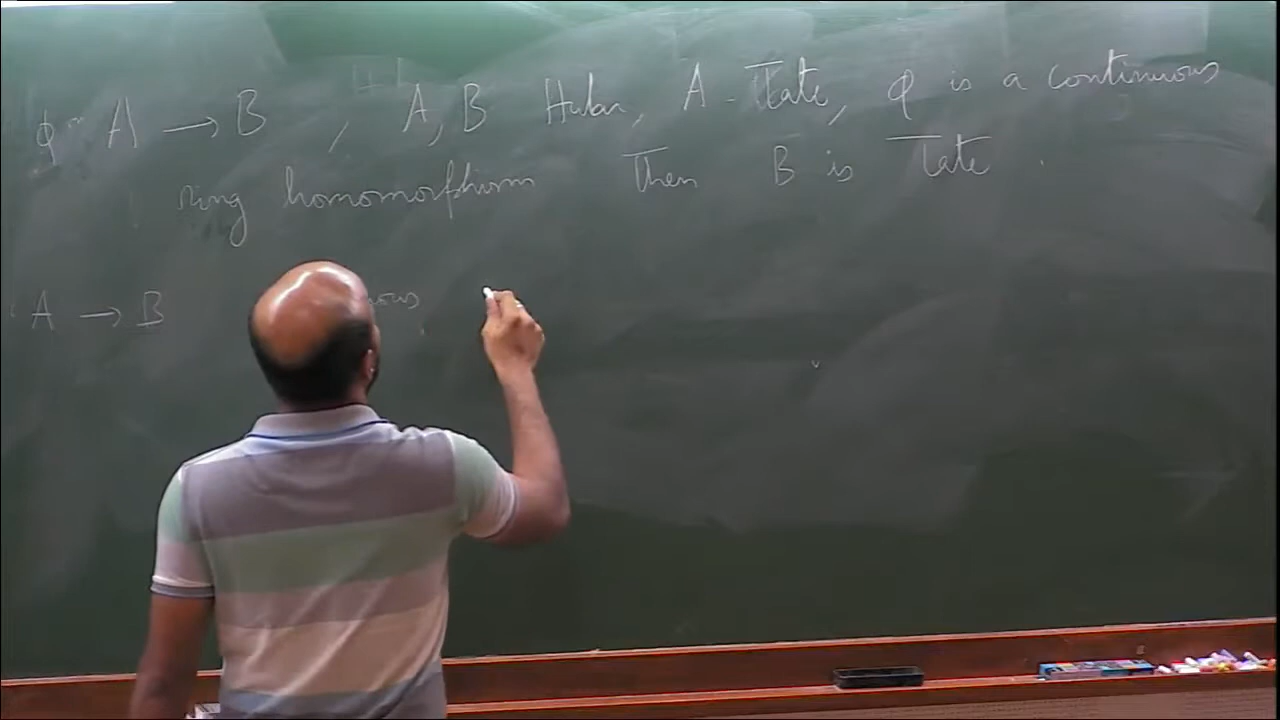 φ: A → B , A, B Huber, A - Tate, φ is a continuous
ring homomorphism Then B is Tate .
A → B